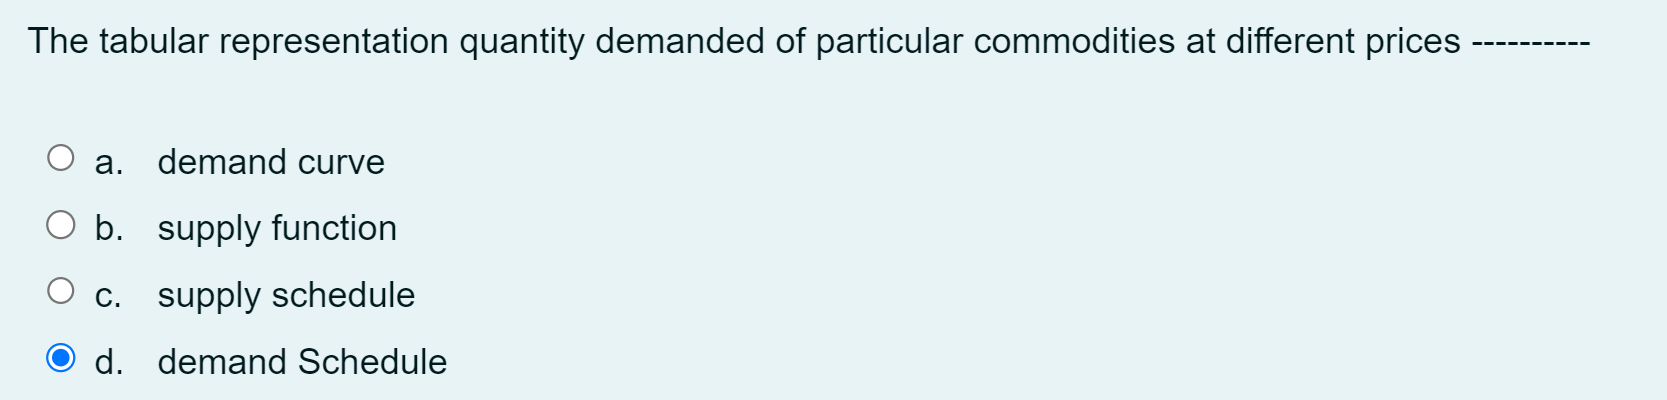 The tabular representation quantity demanded of particular commodities at different prices ----------
a. demand curve
b. supply function
c. supply schedule
d. demand Schedule